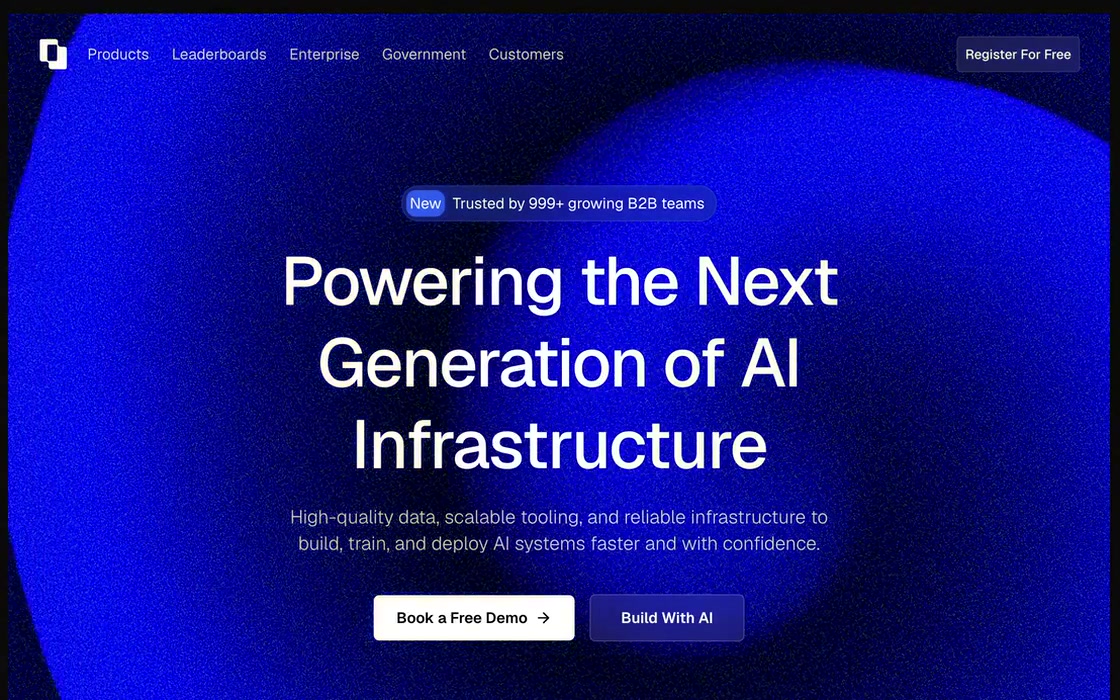 Products Leaderboards Enterprise Government Customers Register For Free
New Trusted by 999+ growing B2B teams
Powering the Next
Generation of AI
Infrastructure
High-quality data, scalable tooling, and reliable infrastructure to
build, train, and deploy AI systems faster and with confidence.
Book a Free Demo → Build With AI